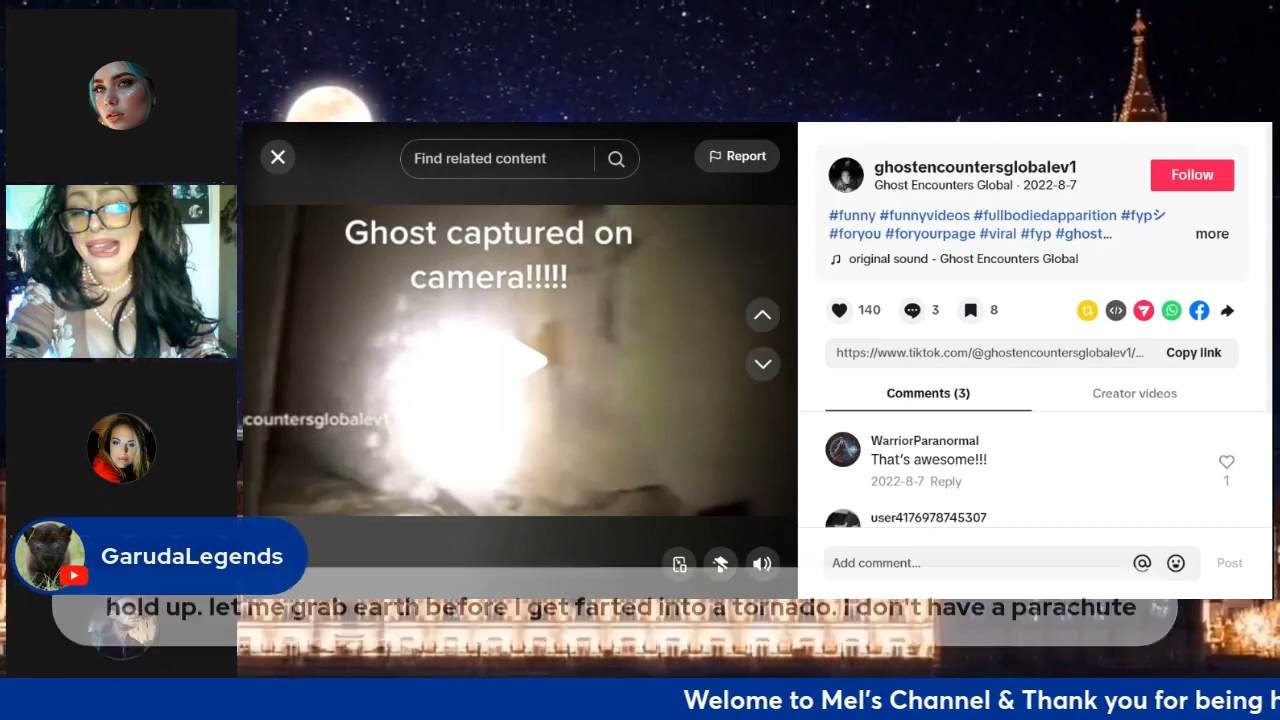 Find related content
Report
Ghost captured on
camera!!!!!
countersglobalev1
ghostencountersglobalev1
Ghost Encounters Global · 2022-8-7
Follow
#funny #funnyvideos #fullbodiedapparition #fypシ
#foryou #foryourpage #viral #fyp #ghost...
more
original sound - Ghost Encounters Global
140
3
8
https://www.tiktok.com/@ghostencountersglobalev1/...
Copy link
Comments (3)
Creator videos
WarriorParanormal
That's awesome!!!
2022-8-7 Reply
1
user4176978745307
Add comment...
Post
GarudaLegends
hold up. let me grab earth before I get farted into a tornado. I don't have a parachute
Welome to Mel's Channel & Thank you for being h